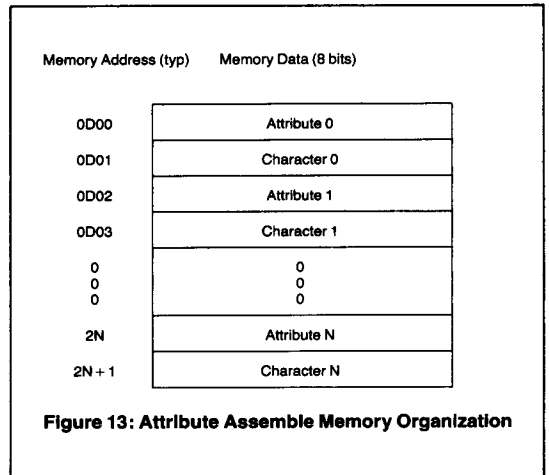 Memory Address (typ) Memory Data (8 bits)
0D00 Attribute 0
0D01 Character 0
0D02 Attribute 1
0D03 Character 1
0 0
0 0
0 0
2N Attribute N
2N + 1 Character N
Figure 13: Attribute Assemble Memory Organization